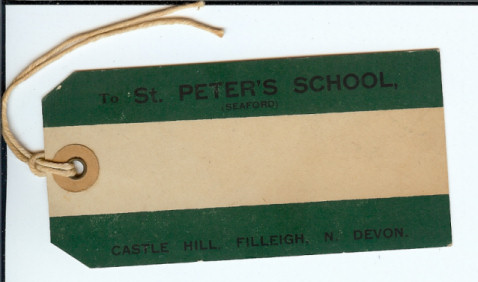 To St. PETER'S SCHOOL,
(SEAFORD)
CASTLE HILL, FILLEIGH, N. DEVON.